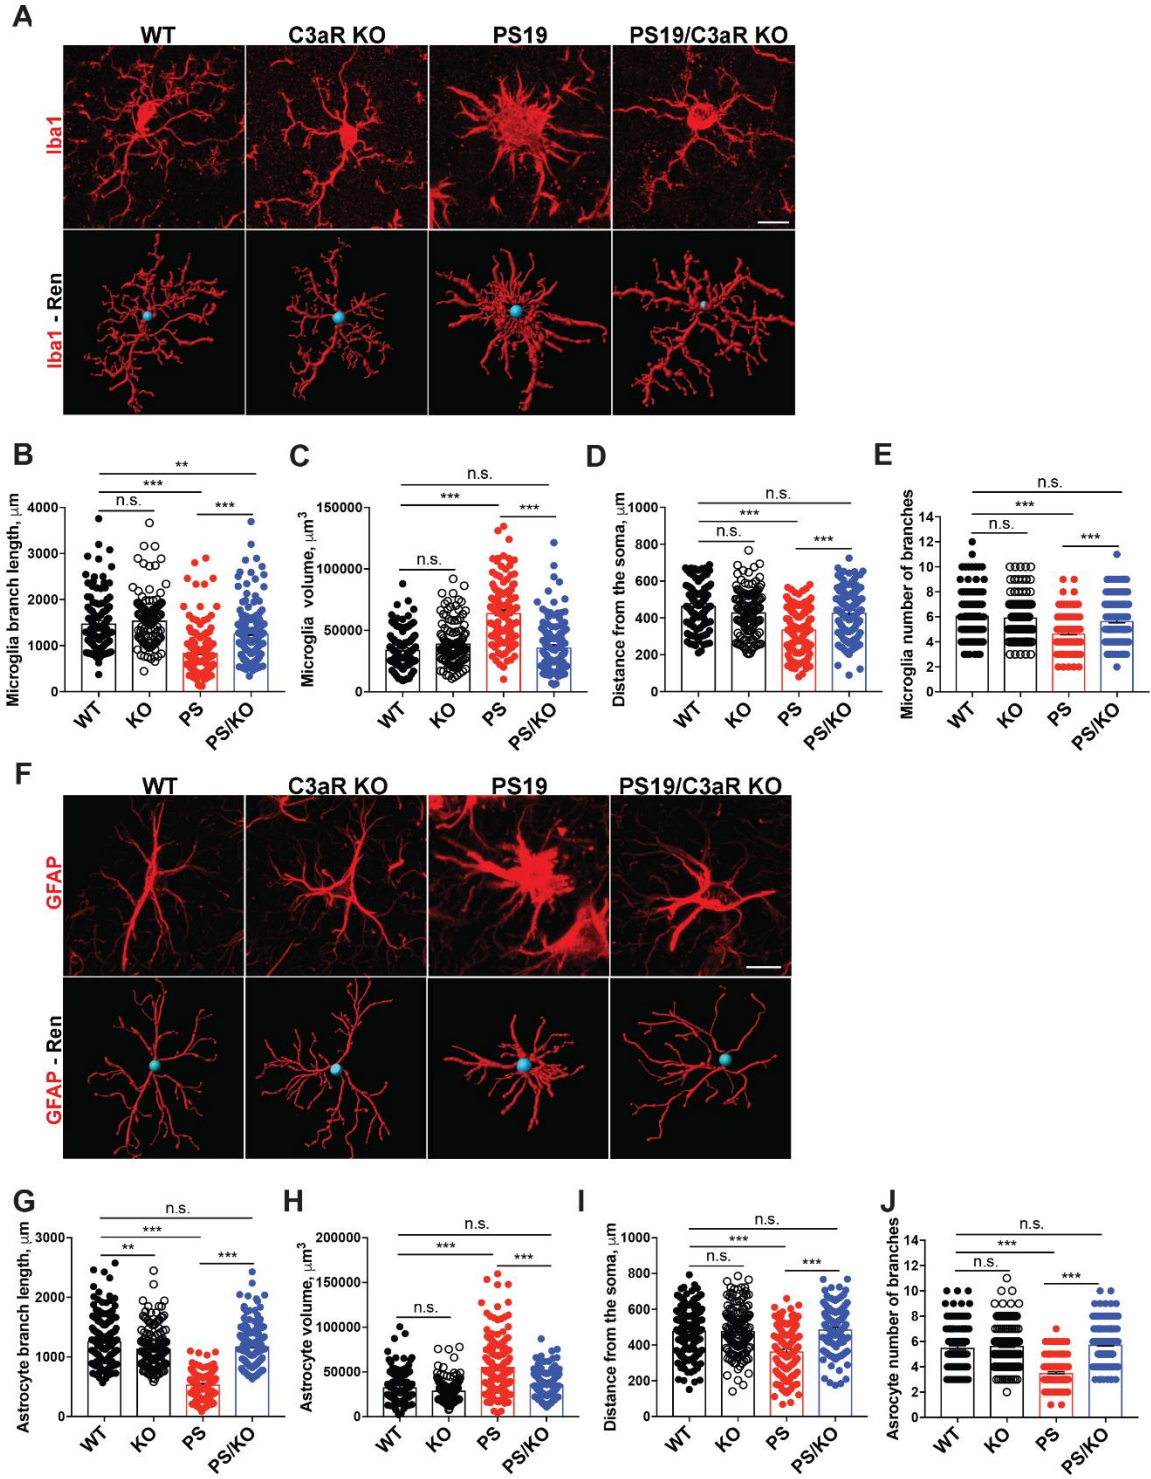 A
WT C3aR KO PS19 PS19/C3aR KO
Iba1
Iba1 - Ren
B C D E
Microglia branch length, μm
4000
3000
2000
1000
0
n.s.
***
**
***
WT KO PS PS/KO
Microglia volume, μm³
150000
100000
50000
0
n.s.
***
n.s.
***
WT KO PS PS/KO
Distance from the soma, μm
1000
800
600
400
200
0
n.s.
***
n.s.
***
WT KO PS PS/KO
Microglia number of branches
14
12
10
8
6
4
2
0
n.s.
***
n.s.
***
WT KO PS PS/KO
F
WT C3aR KO PS19 PS19/C3aR KO
GFAP
GFAP - Ren
G H I J
Astrocyte branch length, μm
3000
2000
1000
0
n.s.
***
**
***
WT KO PS PS/KO
Astrocyte volume, μm³
200000
150000
100000
50000
0
n.s.
***
n.s.
***
WT KO PS PS/KO
Distance from the soma, μm
1000
800
600
400
200
0
n.s.
***
n.s.
***
WT KO PS PS/KO
Asrocyte number of branches
14
12
10
8
6
4
2
0
n.s.
***
n.s.
***
WT KO PS PS/KO